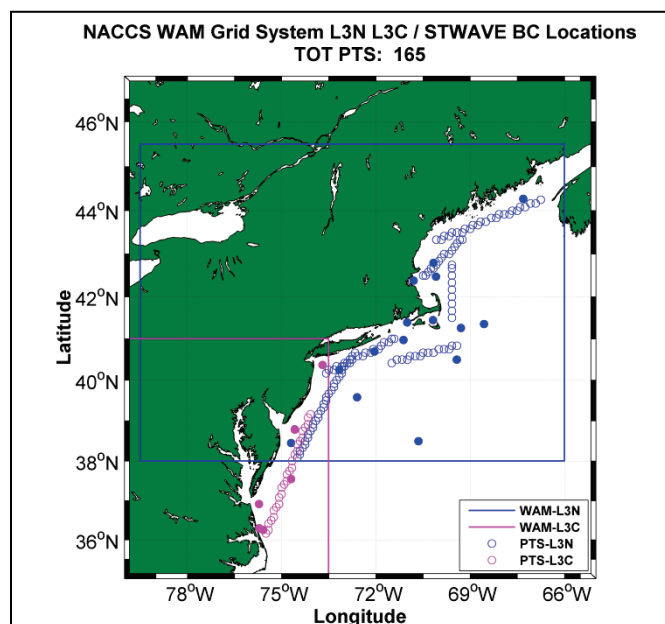 NACCS WAM Grid System L3N L3C / STWAVE BC Locations
TOT PTS: 165
46°N
44°N
42°N
40°N
38°N
36°N
Latitude
78°W
75°W
72°W
69°W
66°W
Longitude
WAM-L3N
WAM-L3C
PTS-L3N
PTS-L3C